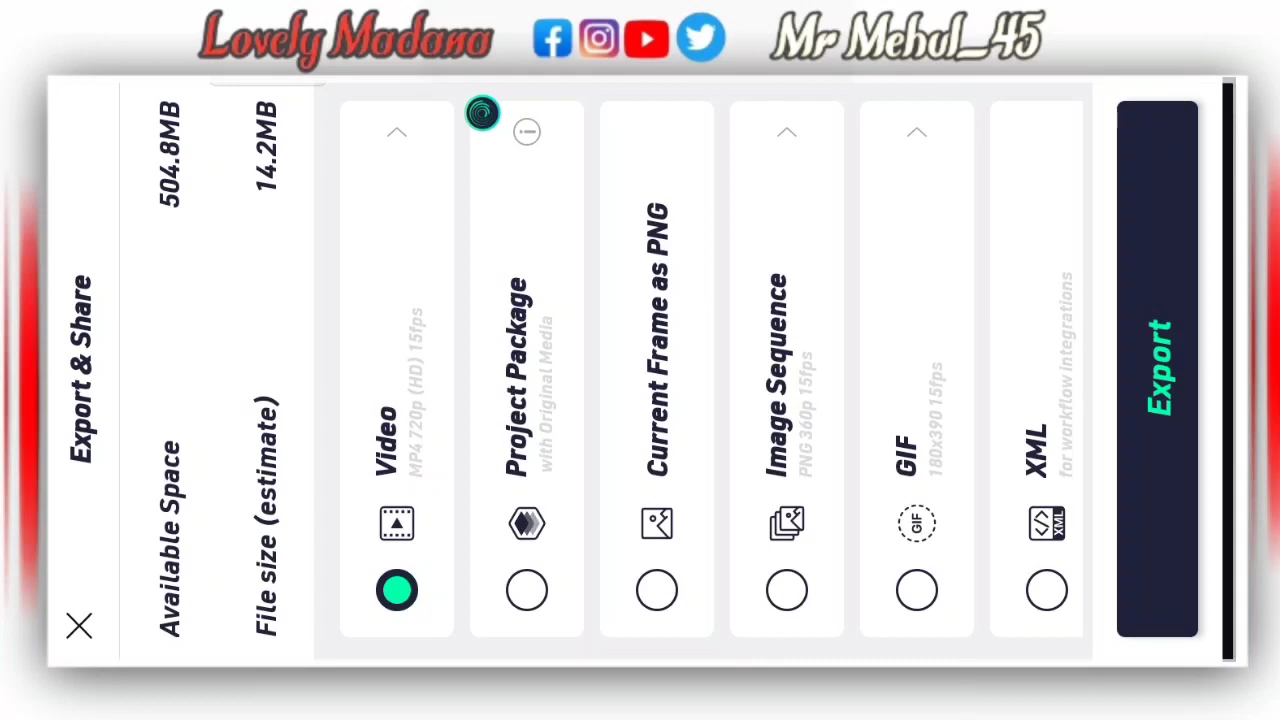 Lovely Madana
Mr Mehul_45
Export & Share
Available Space 504.8MB
File size (estimate) 14.2MB
Video
MP4 720p (HD) 15fps
Project Package
with Original Media
Current Frame as PNG
Image Sequence
PNG 360p 15fps
GIF
GIF
180x390 15fps
XML
XML
for workflow integrations
Export